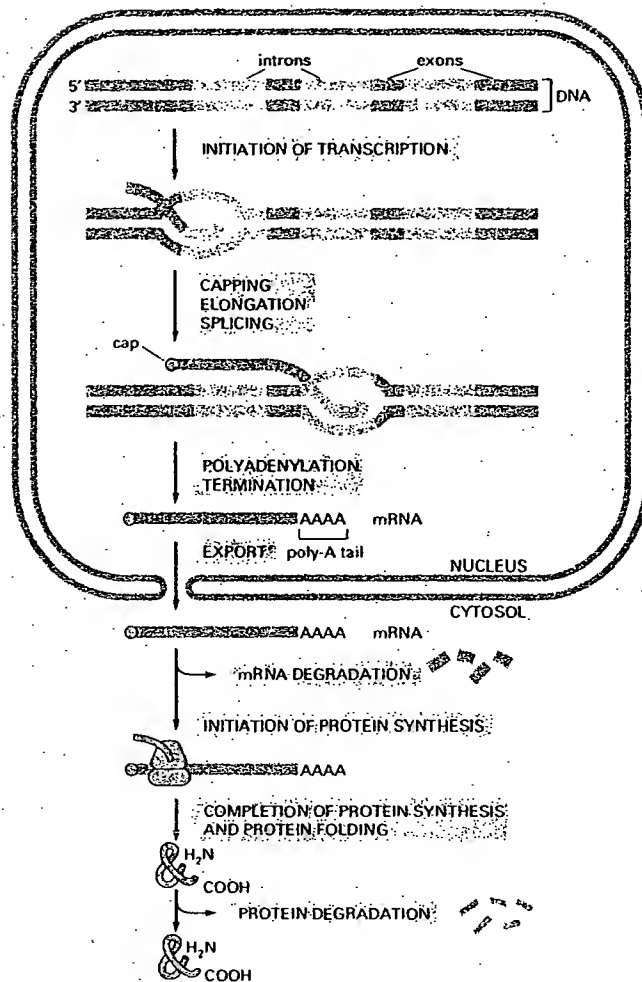 introns exons
5′
3′
DNA
INITIATION OF TRANSCRIPTION
CAPPING
ELONGATION
SPLICING
cap
POLYADENYLATION
TERMINATION
AAAA mRNA
EXPORT poly-A tail
NUCLEUS
CYTOSOL
AAAA mRNA
mRNA DEGRADATION
INITIATION OF PROTEIN SYNTHESIS
AAAA
COMPLETION OF PROTEIN SYNTHESIS
AND PROTEIN FOLDING
H₂N
COOH
PROTEIN DEGRADATION
H₂N
COOH